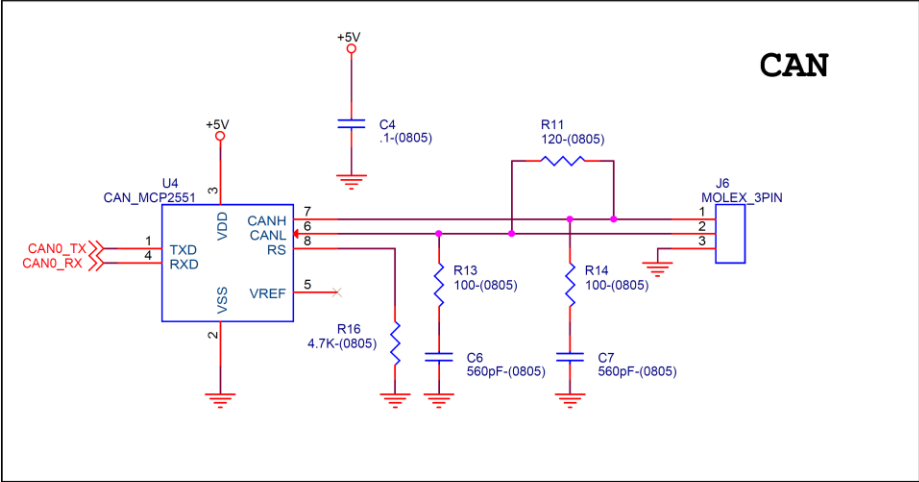 CAN
+5V
C4
.1-(0805)
R11
120-(0805)
+5V
U4
CAN_MCP2551
J6
MOLEX_3PIN
3
VDD
CANH
7
CANL
6
RS
8
1
2
3
CAN0_TX
1
TXD
CAN0_RX
4
RXD
VREF
5
VSS
2
R13
100-(0805)
R14
100-(0805)
R16
4.7K-(0805)
C6
560pF-(0805)
C7
560pF-(0805)